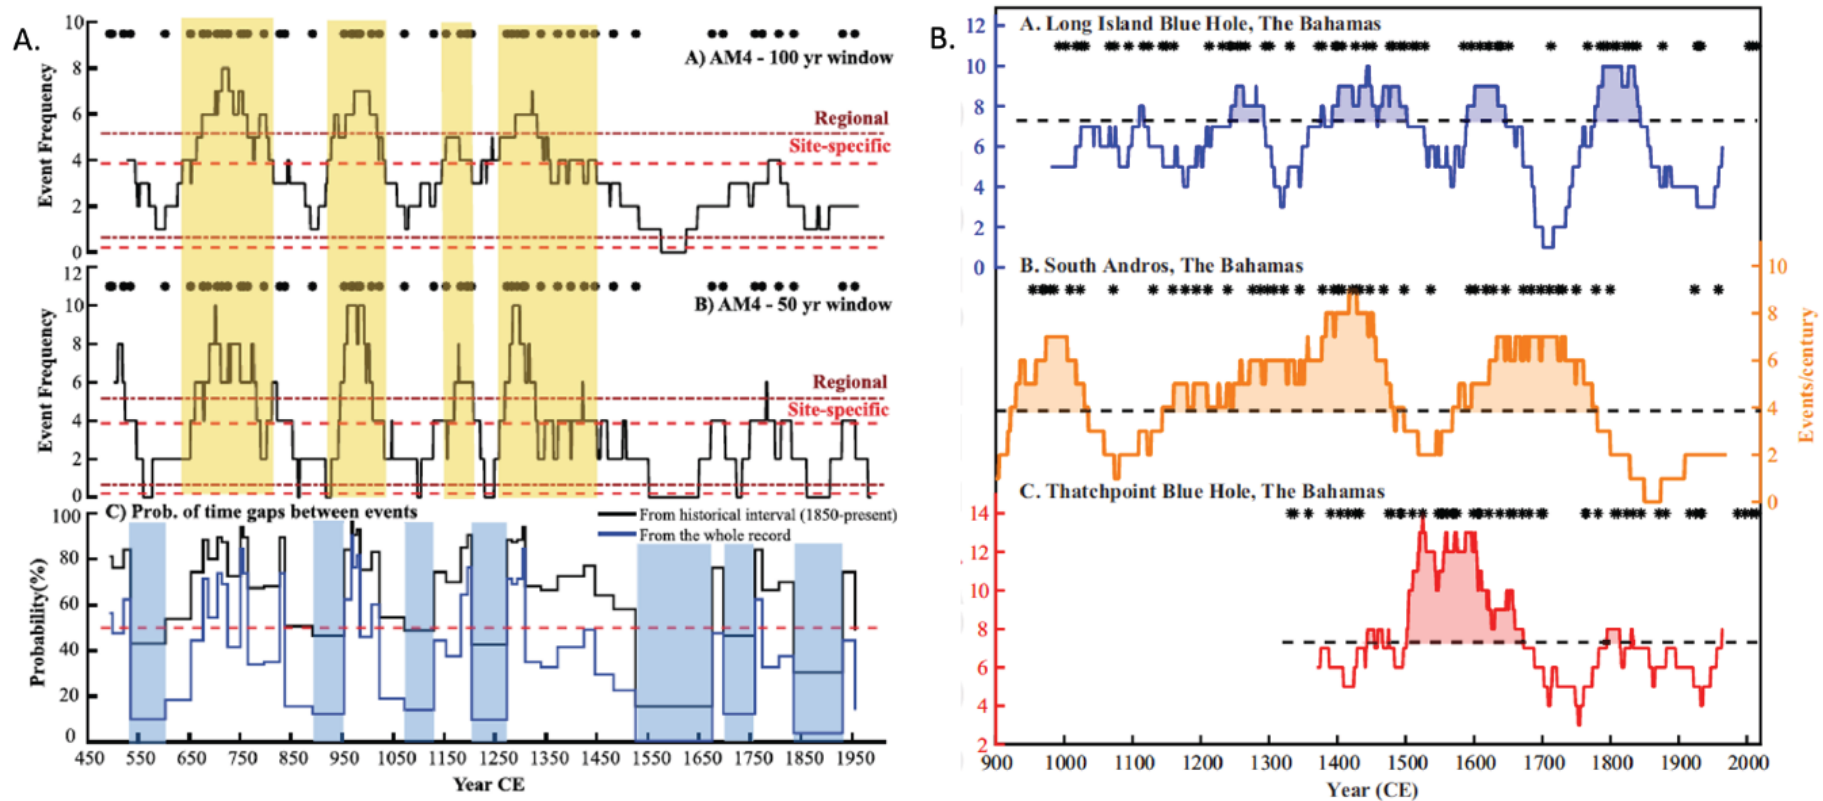 A.
10
8
6
4
2
0
Event Frequency
A) AM4 - 100 yr window
Regional
Site-specific
12
10
8
6
4
2
0
Event Frequency
B) AM4 - 50 yr window
Regional
Site-specific
100
80
60
40
20
0
Probability(%)
C) Prob. of time gaps between events
From historical interval (1850-present)
From the whole record
450 550 650 750 850 950 1050 1150 1250 1350 1450 1550 1650 1750 1850 1950
Year CE
B.
A. Long Island Blue Hole, The Bahamas
12
10
8
6
4
2
0
B. South Andros, The Bahamas
10
8
6
4
2
0
Events/century
C. Thatchpoint Blue Hole, The Bahamas
14
12
10
8
6
4
2
900 1000 1100 1200 1300 1400 1500 1600 1700 1800 1900 2000
Year (CE)